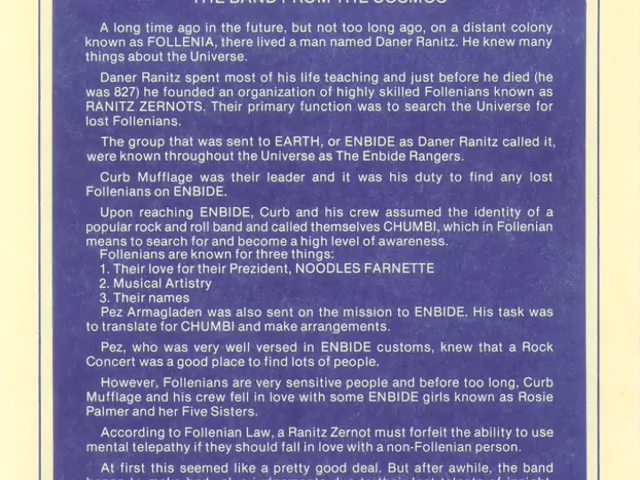 THE BAND FROM THE COSMOS
A long time ago in the future, but not too long ago, on a distant colony
known as FOLLENIA, there lived a man named Daner Ranitz. He knew many
things about the Universe.
Daner Ranitz spent most of his life teaching and just before he died (he
was 827) he founded an organization of highly skilled Follenians known as
RANITZ ZERNOTS. Their primary function was to search the Universe for
lost Follenians.
The group that was sent to EARTH, or ENBIDE as Daner Ranitz called it,
were known throughout the Universe as The Enbide Rangers.
Curb Mufflage was their leader and it was his duty to find any lost
Follenians on ENBIDE.
Upon reaching ENBIDE, Curb and his crew assumed the identity of a
popular rock and roll band and called themselves CHUMBI, which in Follenian
means to search for and become a high level of awareness.
Follenians are known for three things:
1. Their love for their Prezident, NOODLES FARNETTE
2. Musical Artistry
3. Their names
Pez Armagladen was also sent on the mission to ENBIDE. His task was
to translate for CHUMBI and make arrangements.
Pez, who was very well versed in ENBIDE customs, knew that a Rock
Concert was a good place to find lots of people.
However, Follenians are very sensitive people and before too long, Curb
Mufflage and his crew fell in love with some ENBIDE girls known as Rosie
Palmer and her Five Sisters.
According to Follenian Law, a Ranitz Zernot must forfeit the ability to use
mental telepathy if they should fall in love with a non-Follenian person.
At first this seemed like a pretty good deal. But after awhile, the band